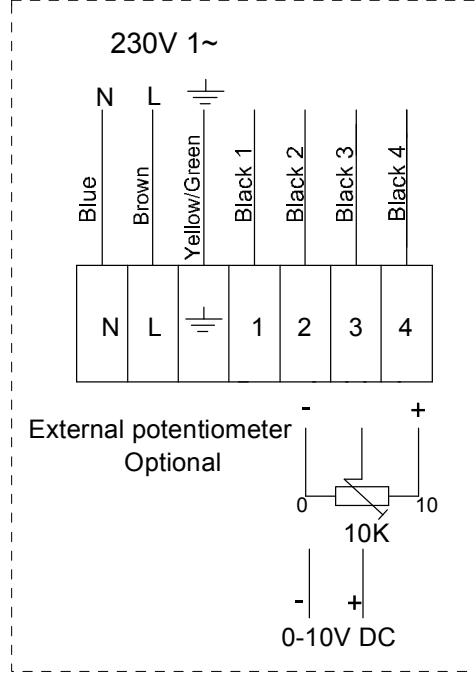 230V 1~
N L
Blue
Brown
Yellow/Green
Black 1
Black 2
Black 3
Black 4
N L 1 2 3 4
- +
External potentiometer
Optional
0 10
10K
- +
0-10V DC